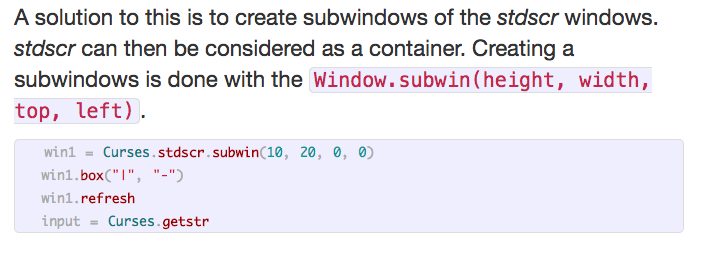 A solution to this is to create subwindows of the stdscr windows.
stdscr can then be considered as a container. Creating a
subwindows is done with the Window.subwin(height, width,
top, left).
win1 = Curses.stdscr.subwin(10, 20, 0, 0)
win1.box("|", "-")
win1.refresh
input = Curses.getstr